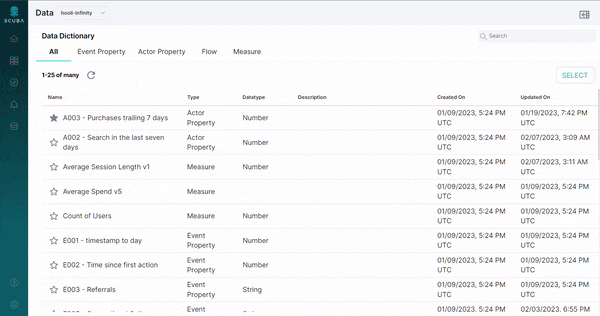 SCUBA
Data hooli-infinity
Data Dictionary
Search
All Event Property Actor Property Flow Measure
1-25 of many
SELECT
Name Type Datatype Description Created On Updated On
A003 - Purchases trailing 7 days Actor Property Number 01/09/2023, 5:24 PM UTC 01/19/2023, 7:42 PM UTC
A002 - Search in the last seven days Actor Property Number 01/09/2023, 5:24 PM UTC 02/07/2023, 3:09 AM UTC
Average Session Length v1 Measure Number 01/09/2023, 5:24 PM UTC 02/07/2023, 3:11 AM UTC
Average Spend v5 Measure 01/09/2023, 5:24 PM UTC 01/09/2023, 5:24 PM UTC
Count of Users Measure Number 01/09/2023, 5:24 PM UTC 01/09/2023, 5:24 PM UTC
E001 - timestamp to day Event Property Number 01/09/2023, 5:24 PM UTC 01/09/2023, 5:24 PM UTC
E002 - Time since first action Event Property Number 01/09/2023, 5:24 PM UTC 01/09/2023, 5:24 PM UTC
E003 - Referrals Event Property String 01/09/2023, 5:24 PM UTC 01/09/2023, 5:24 PM UTC
Event 01/09/2023, 5:24 PM 02/03/2023, 6:55 PM